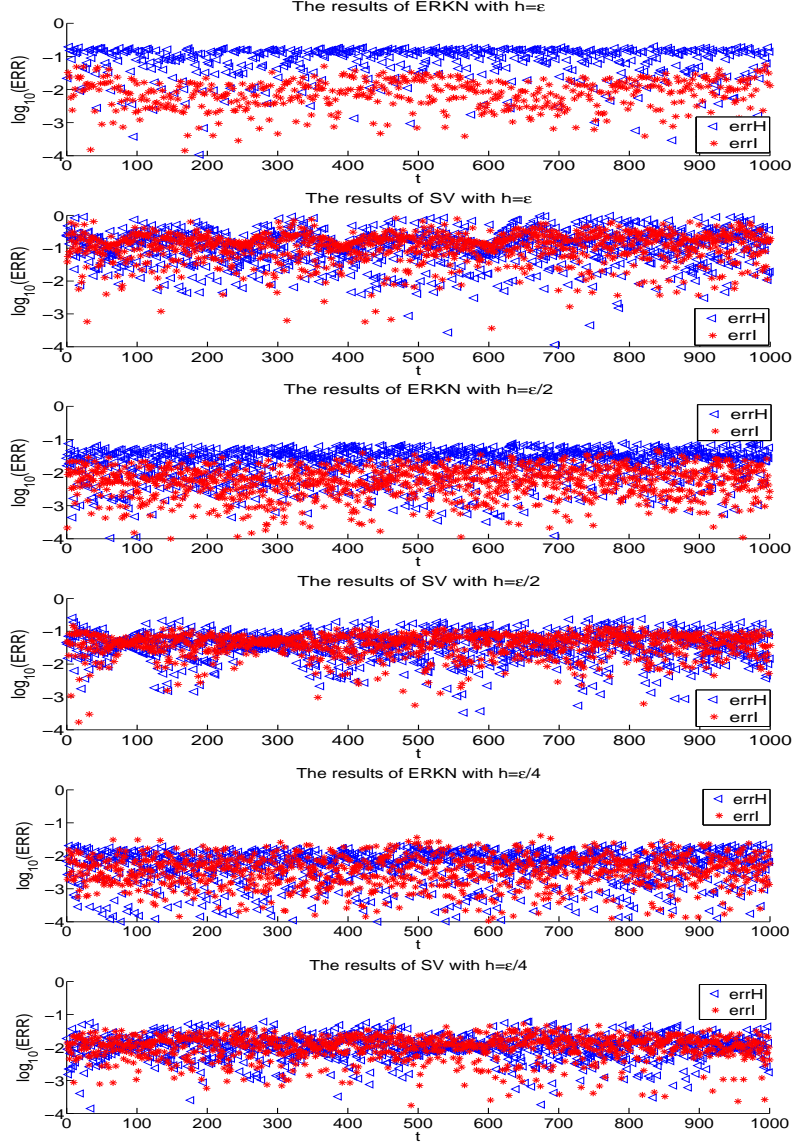 The results of ERKN with h=ε
0
−1
−2
−3
−4
log10(ERR)
errH
errI
0 100 200 300 400 500 600 700 800 900 1000
t
The results of SV with h=ε
0
−1
−2
−3
−4
log10(ERR)
errH
errI
0 100 200 300 400 500 600 700 800 900 1000
t
The results of ERKN with h=ε/2
0
−1
−2
−3
−4
log10(ERR)
errH
errI
0 100 200 300 400 500 600 700 800 900 1000
t
The results of SV with h=ε/2
0
−1
−2
−3
−4
log10(ERR)
errH
errI
0 100 200 300 400 500 600 700 800 900 1000
t
The results of ERKN with h=ε/4
0
−1
−2
−3
−4
log10(ERR)
errH
errI
0 100 200 300 400 500 600 700 800 900 1000
t
The results of SV with h=ε/4
0
−1
−2
−3
−4
log10(ERR)
errH
errI
0 100 200 300 400 500 600 700 800 900 1000
t